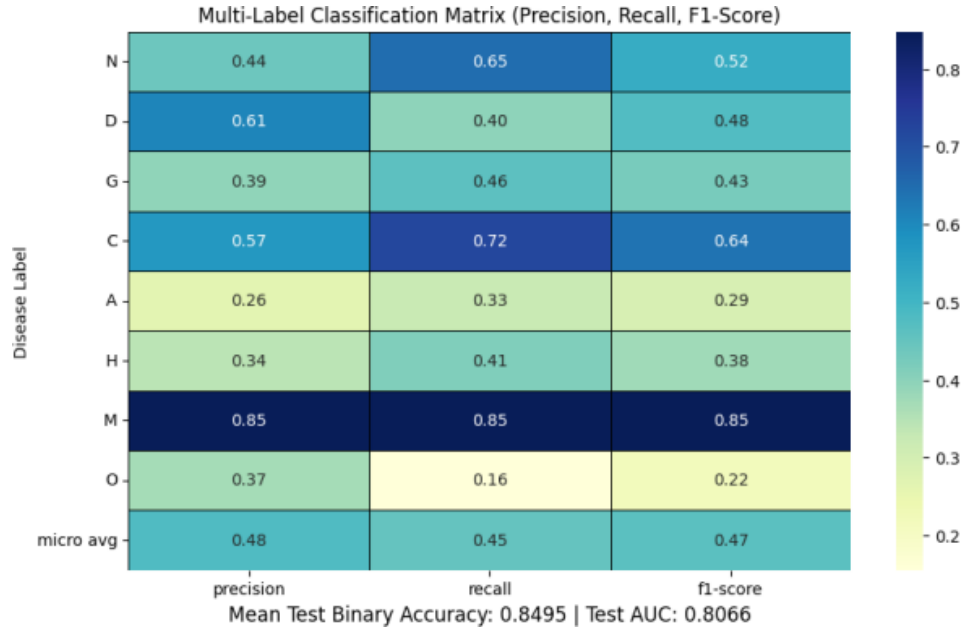 Multi-Label Classification Matrix (Precision, Recall, F1-Score)
Disease Label
N 0.44 0.65 0.52
D 0.61 0.40 0.48
G 0.39 0.46 0.43
C 0.57 0.72 0.64
A 0.26 0.33 0.29
H 0.34 0.41 0.38
M 0.85 0.85 0.85
O 0.37 0.16 0.22
micro avg 0.48 0.45 0.47
precision recall f1-score
Mean Test Binary Accuracy: 0.8495 | Test AUC: 0.8066
0.8
0.7
0.6
0.5
0.4
0.3
0.2